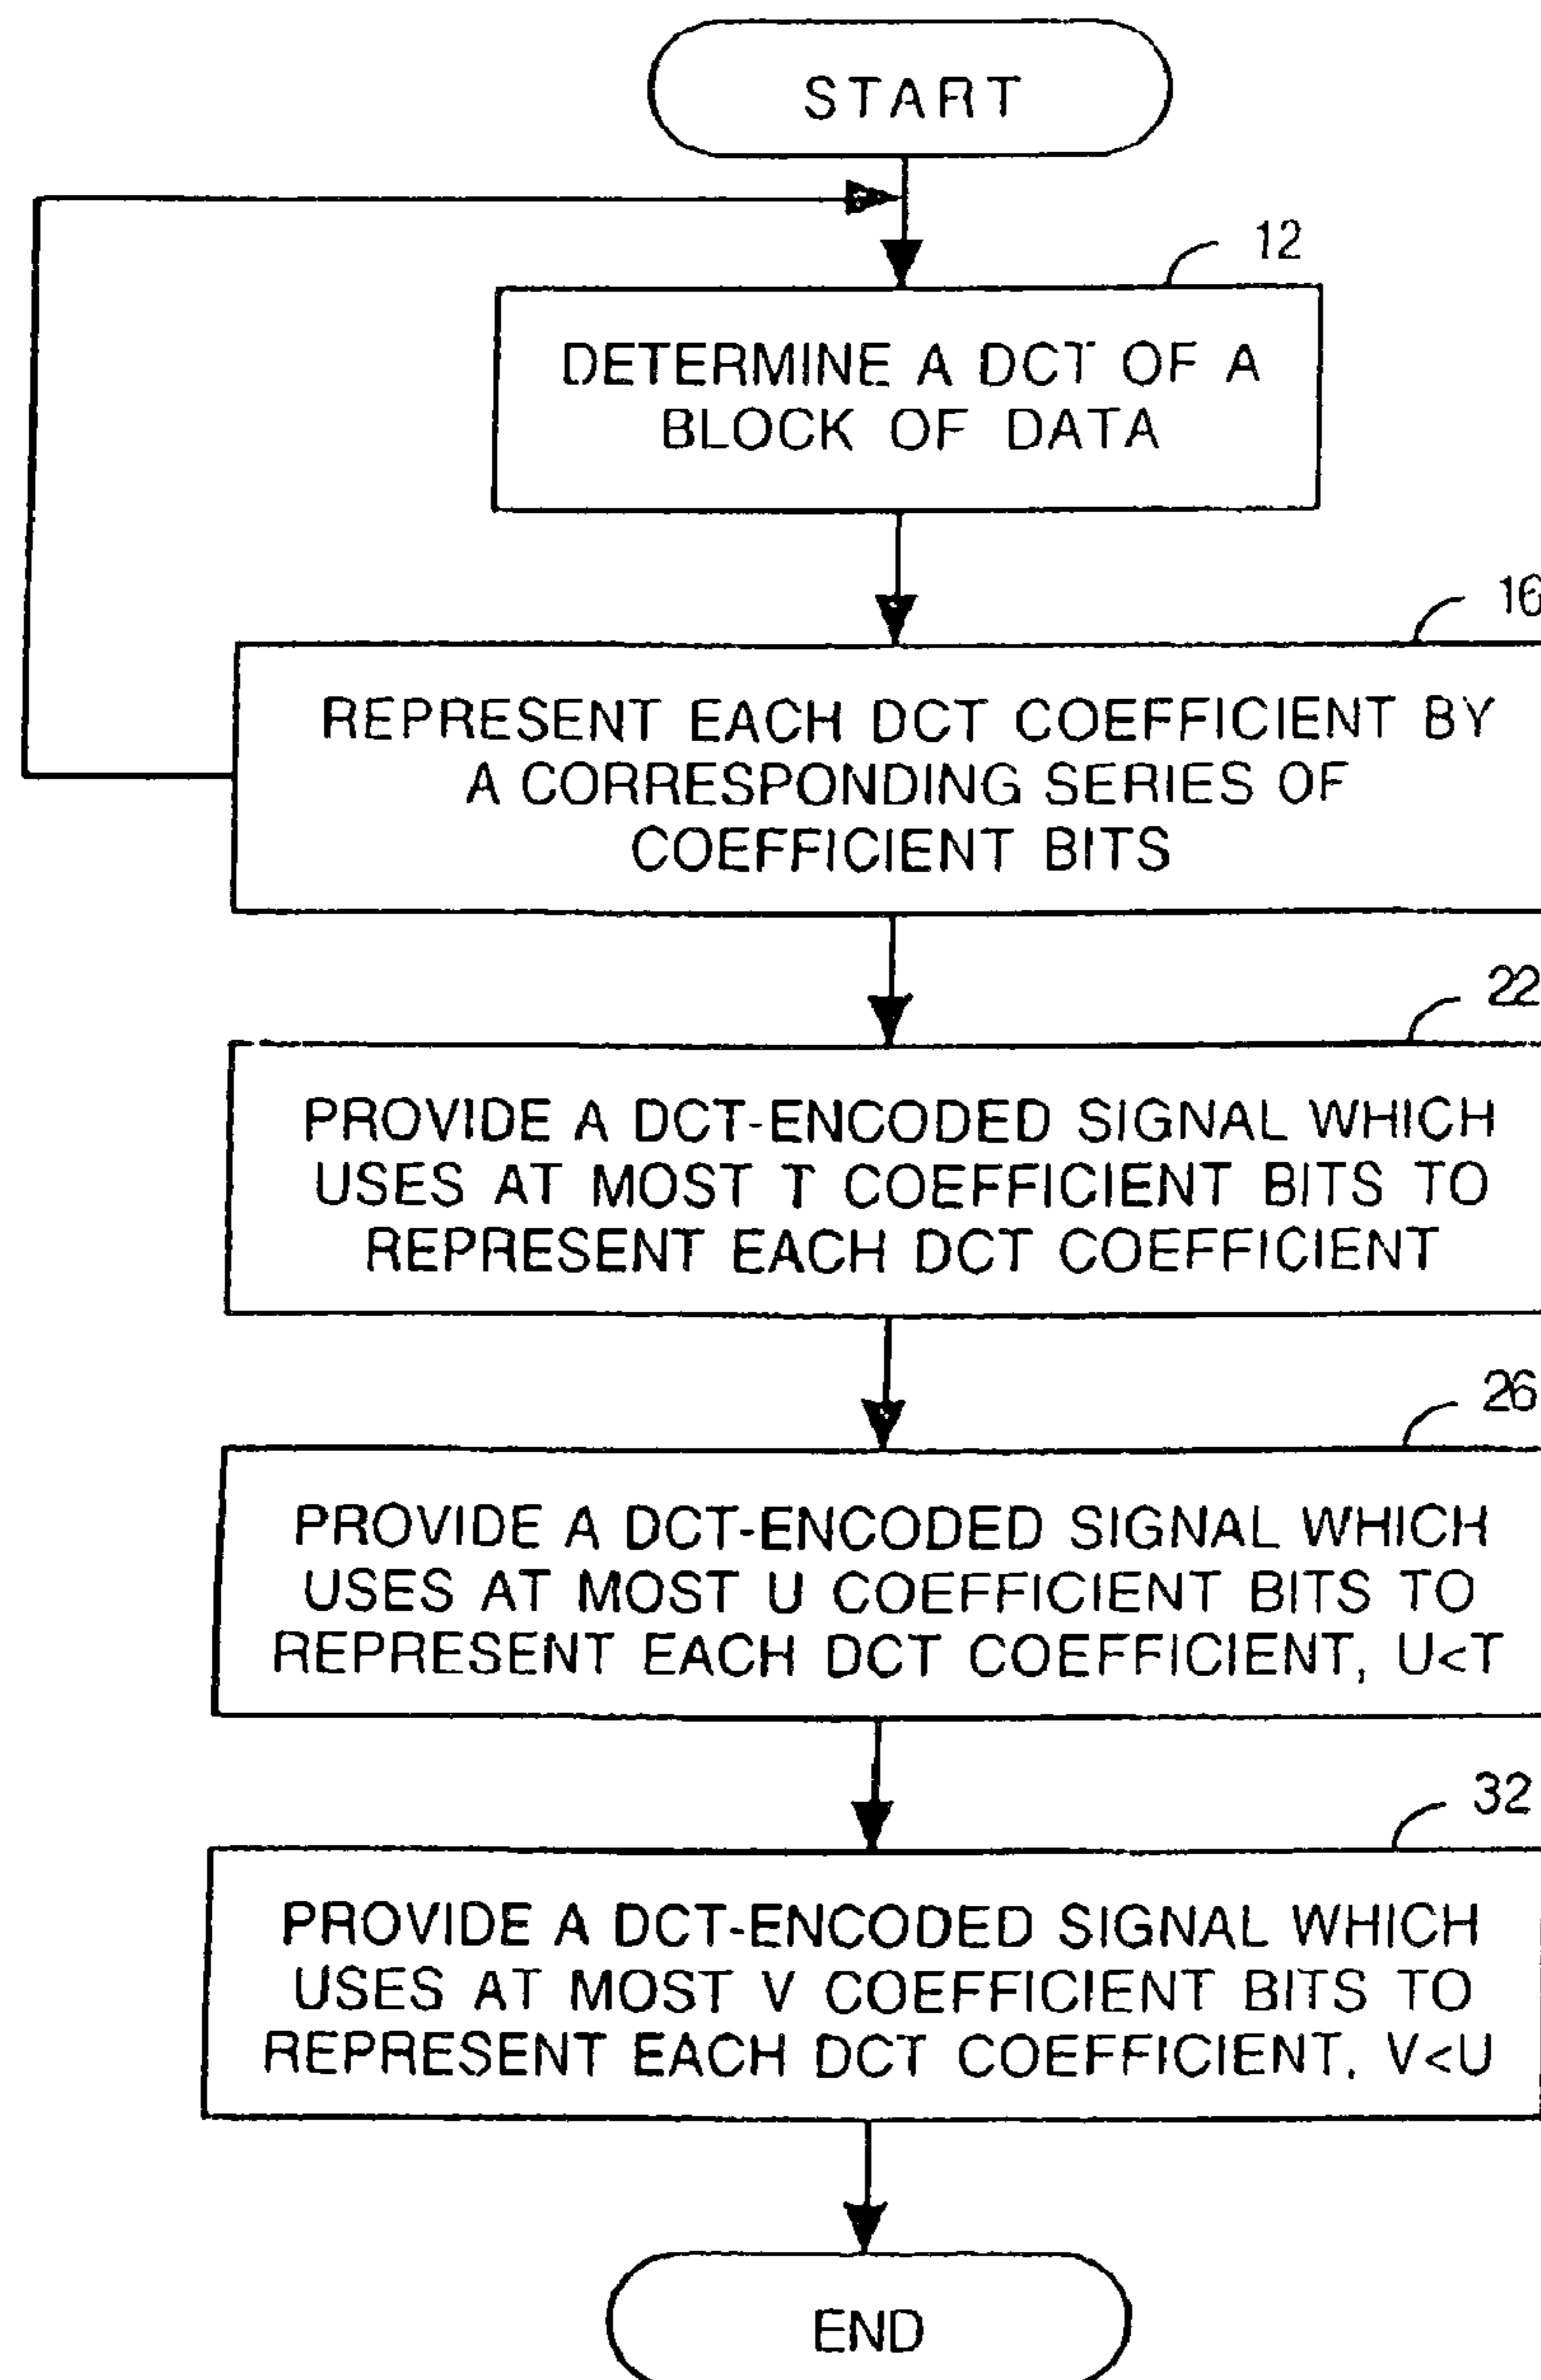 START
12
DETERMINE A DCT OF A
BLOCK OF DATA
16
REPRESENT EACH DCT COEFFICIENT BY
A CORRESPONDING SERIES OF
COEFFICIENT BITS
22
PROVIDE A DCT-ENCODED SIGNAL WHICH
USES AT MOST T COEFFICIENT BITS TO
REPRESENT EACH DCT COEFFICIENT
26
PROVIDE A DCT-ENCODED SIGNAL WHICH
USES AT MOST U COEFFICIENT BITS TO
REPRESENT EACH DCT COEFFICIENT, U<T
32
PROVIDE A DCT-ENCODED SIGNAL WHICH
USES AT MOST V COEFFICIENT BITS TO
REPRESENT EACH DCT COEFFICIENT, V<U
END